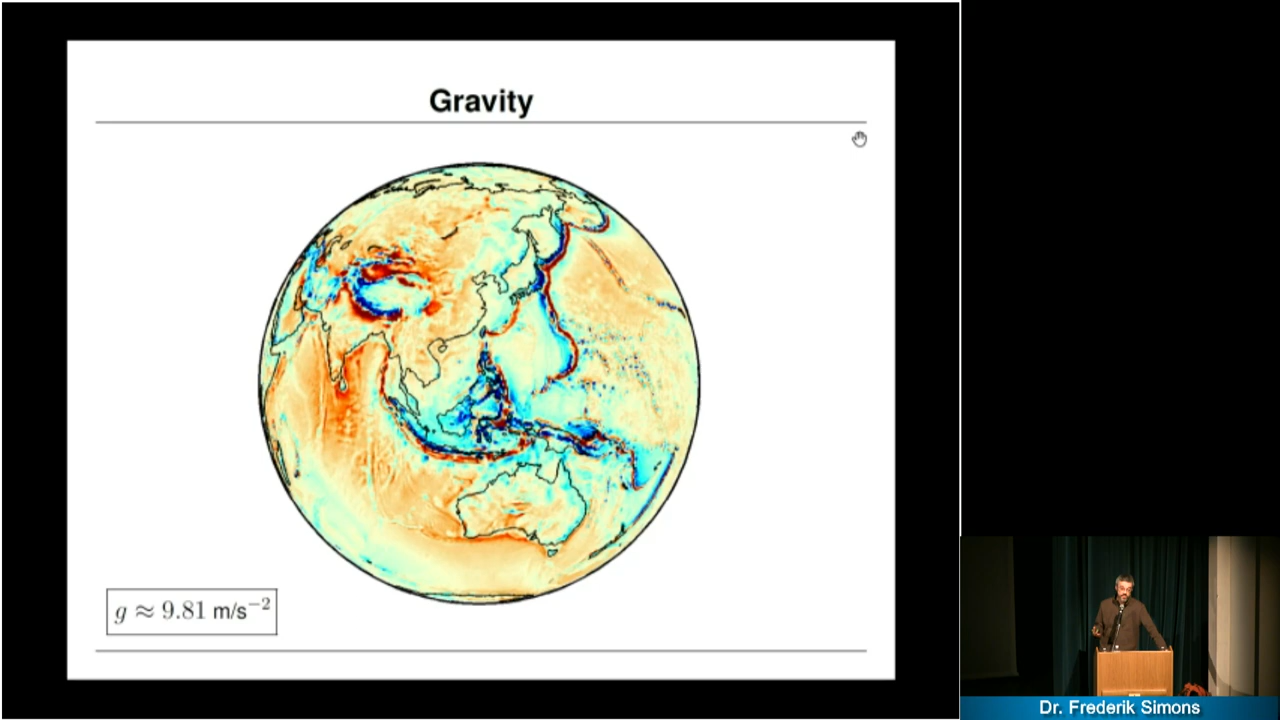 Gravity
g ≈ 9.81 m/s⁻²
Dr. Frederik Simons